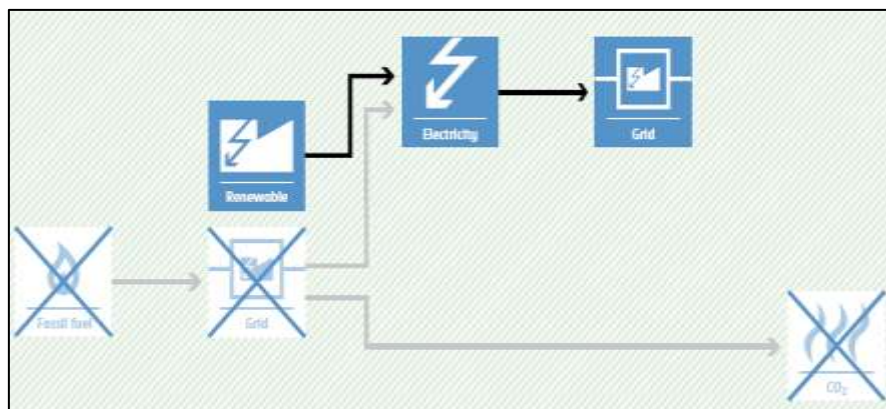 Electricity
Grid
Renewable
Fossil fuel
Grid
CO₂